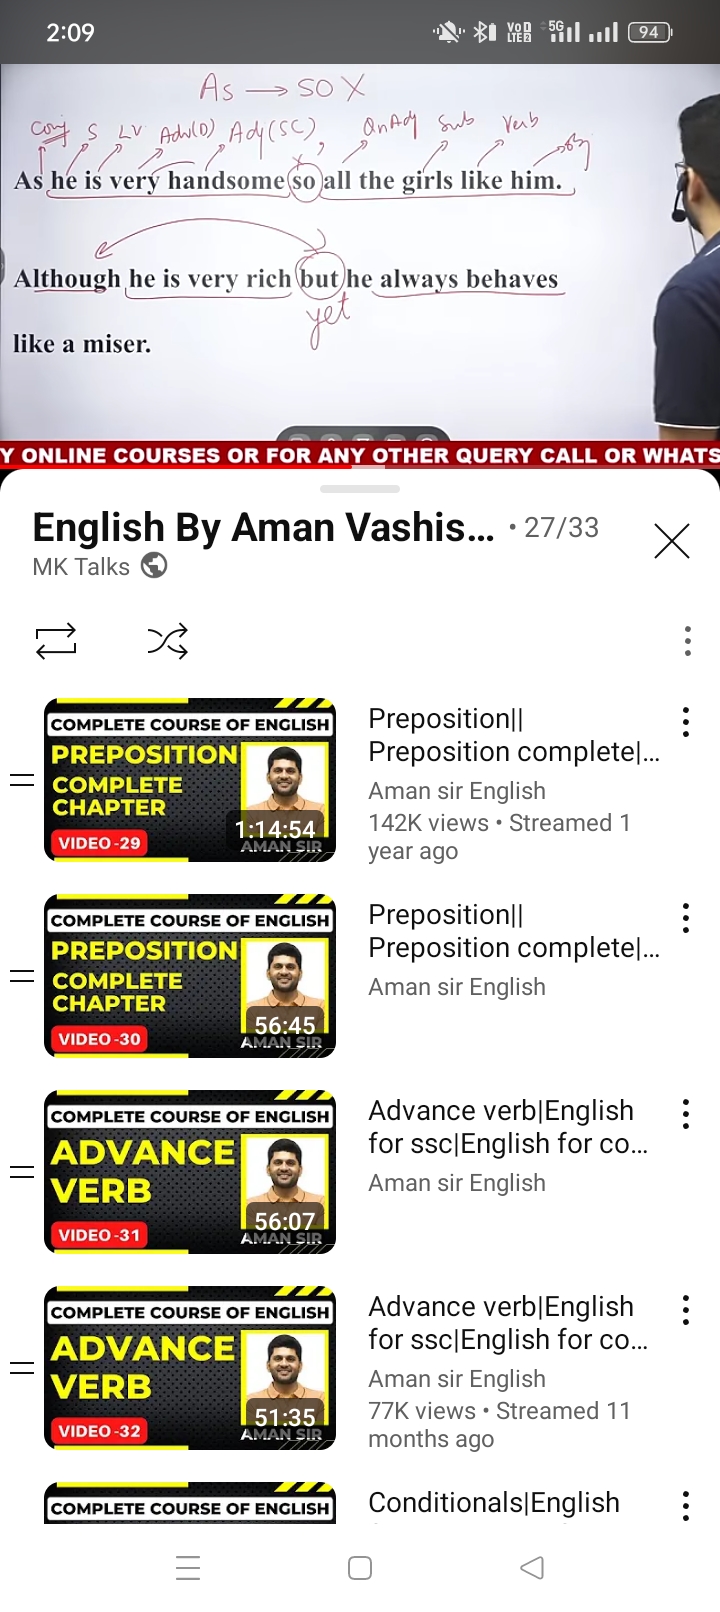 2:09
VoD
LTE2
5G
94
As → so X
Conj S LV Adv(D) Adj(SC) , QnAdj Sub Verb obj
As he is very handsome so all the girls like him.
Although he is very rich but he always behaves
yet
like a miser.
Y ONLINE COURSES OR FOR ANY OTHER QUERY CALL OR WHATS
English By Aman Vashis... • 27/33
MK Talks
COMPLETE COURSE OF ENGLISH
PREPOSITION
COMPLETE
CHAPTER
1:14:54
VIDEO -29
AMAN SIR
Preposition||
Preposition complete|...
Aman sir English
142K views • Streamed 1
year ago
COMPLETE COURSE OF ENGLISH
PREPOSITION
COMPLETE
CHAPTER
56:45
VIDEO -30
AMAN SIR
Preposition||
Preposition complete|...
Aman sir English
COMPLETE COURSE OF ENGLISH
ADVANCE
VERB
56:07
VIDEO -31
AMAN SIR
Advance verb|English
for ssc|English for co...
Aman sir English
COMPLETE COURSE OF ENGLISH
ADVANCE
VERB
51:35
VIDEO -32
AMAN SIR
Advance verb|English
for ssc|English for co...
Aman sir English
77K views • Streamed 11
months ago
COMPLETE COURSE OF ENGLISH
Conditionals|English